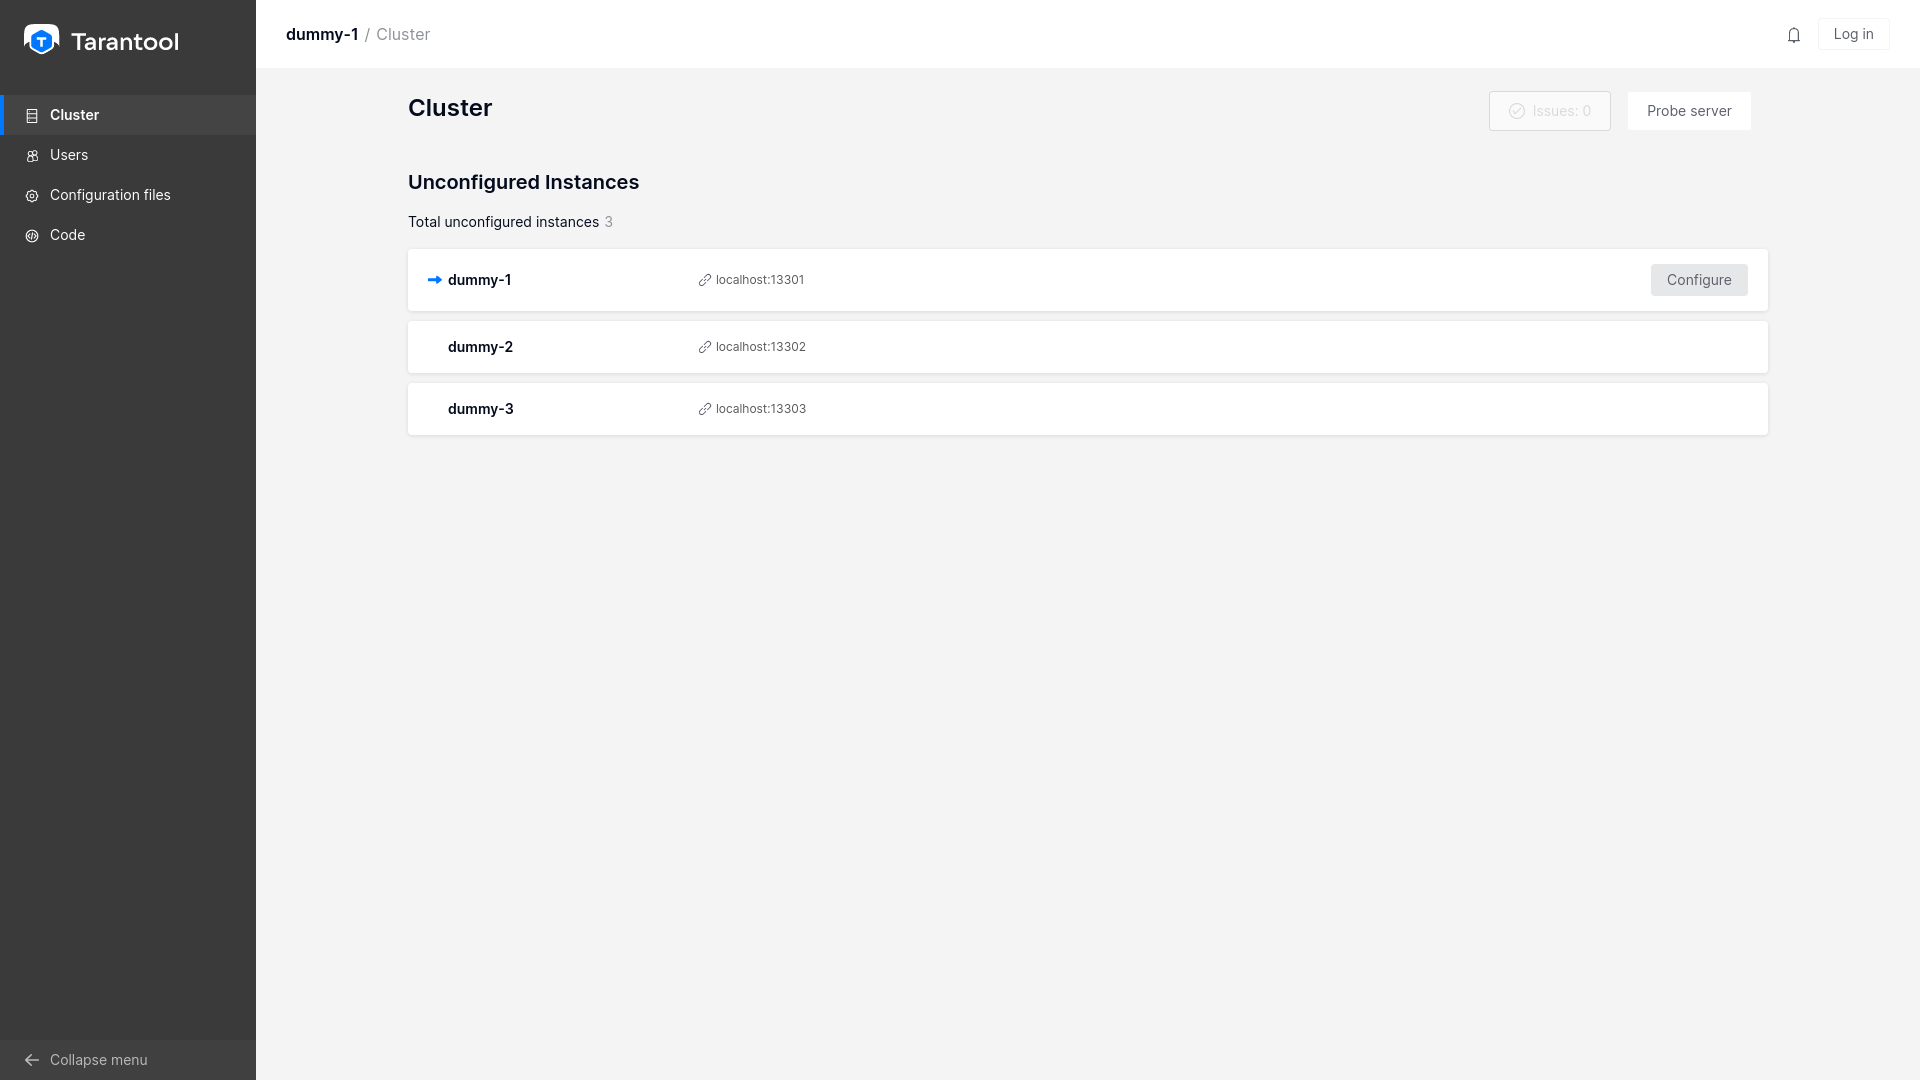 Tarantool
Cluster
Users
Configuration files
Code
Collapse menu
dummy-1 / Cluster
Log in
Cluster
Issues: 0
Probe server
Unconfigured Instances
Total unconfigured instances 3
dummy-1 localhost:13301 Configure
dummy-2 localhost:13302
dummy-3 localhost:13303